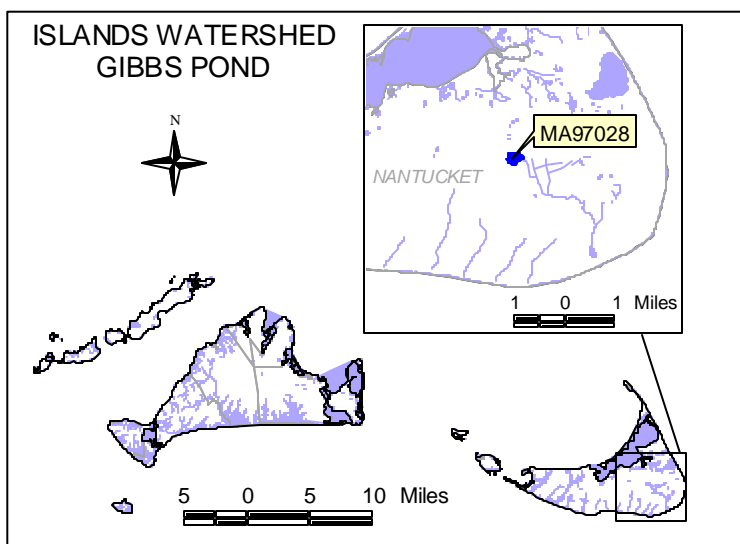 ISLANDS WATERSHED
GIBBS POND
N
MA97028
NANTUCKET
1 0 1 Miles
5 0 5 10 Miles